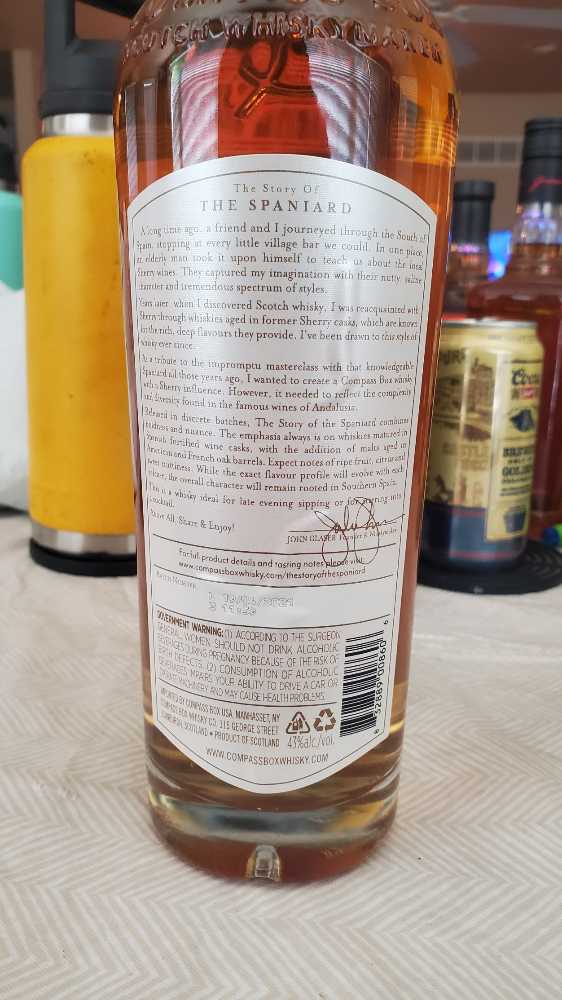 SCOTCH WHISKYMAKER
The Story Of
THE SPANIARD
A long time ago, a friend and I journeyed through the South of
Spain, stopping at every little village bar we could. In one place,
an elderly man took it upon himself to teach us about the local
Sherry wines. They captured my imagination with their nutty, saline
character and tremendous spectrum of styles.
Years later, when I discovered Scotch whisky, I was reacquainted with
Sherry through whiskies aged in former Sherry casks, which are known
for the rich, deep flavours they provide. I've been drawn to this style of
whisky ever since.
As a tribute to the impromptu masterclass with that knowledgeable
Spaniard all those years ago, I wanted to create a Compass Box whisky
with a Sherry influence. However, it needed to reflect the complexity
and diversity found in the famous wines of Andalusia.
Released in discrete batches, The Story of the Spaniard combines
boldness and nuance. The emphasis always is on whiskies matured in
Spanish fortified wine casks, with the addition of malts aged in
American and French oak barrels. Expect notes of ripe fruit, citrus and
sweet nuttiness. While the exact flavour profile will evolve with each
release, the overall character will remain rooted in Southern Spain.
This is a whisky ideal for late evening sipping or for stirring into
a cocktail.
Above All, Share & Enjoy!
JOHN GLASER Founder & Whiskymaker
For full product details and tasting notes please visit
www.compassboxwhisky.com/thestoryofthespaniard
BATCH NUMBER
GOVERNMENT WARNING: (1) ACCORDING TO THE SURGEON
GENERAL, WOMEN SHOULD NOT DRINK ALCOHOLIC
BEVERAGES DURING PREGNANCY BECAUSE OF THE RISK OF
BIRTH DEFECTS. (2) CONSUMPTION OF ALCOHOLIC
BEVERAGES IMPAIRS YOUR ABILITY TO DRIVE A CAR OR
OPERATE MACHINERY AND MAY CAUSE HEALTH PROBLEMS.
IMPORTED BY COMPASS BOX USA, MANHASSET, NY
COMPASS BOX WHISKY CO. 315 GEORGE STREET
EDINBURGH, SCOTLAND • PRODUCT OF SCOTLAND
43%alc/vol.
WWW.COMPASSBOXWHISKY.COM
8 32889 00860 6
Coors